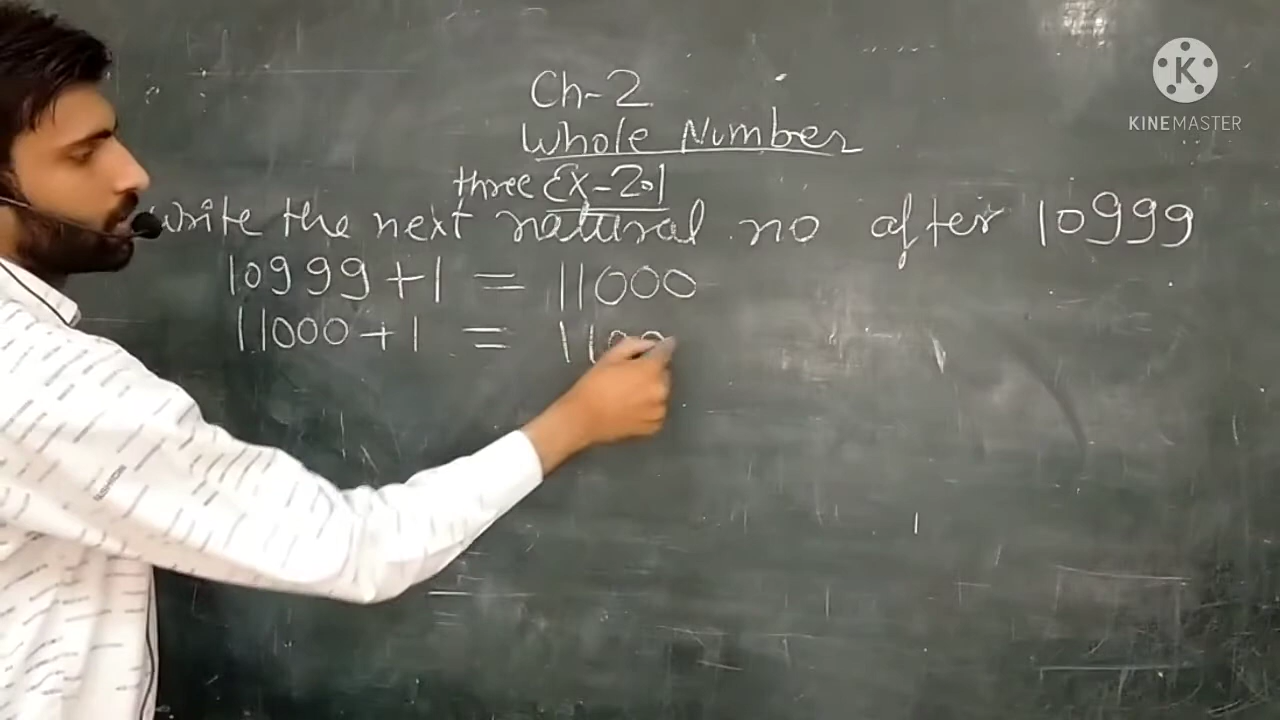 Ch-2
Whole Number
three Ex-2.1
write the next natural no after 10999
10999+1 = 11000
11000+1 = 1100
KINEMASTER